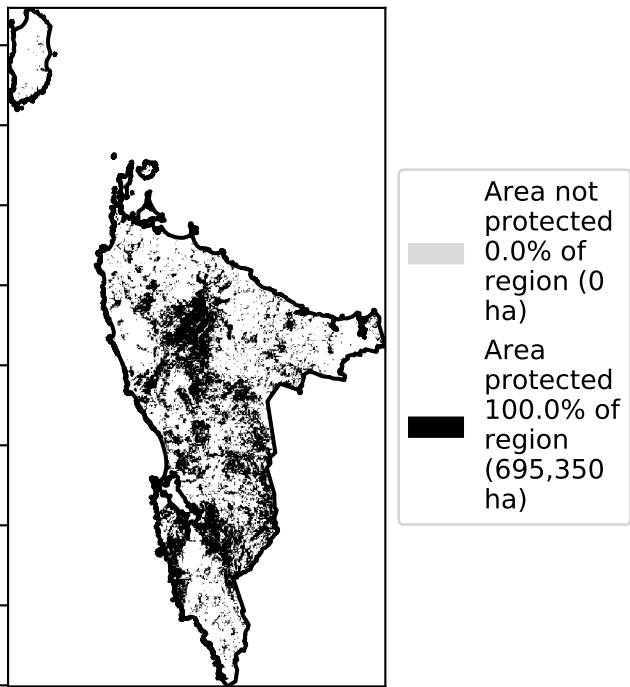 Area not
protected
0.0% of
region (0
ha)
Area
protected
100.0% of
region
(695,350
ha)